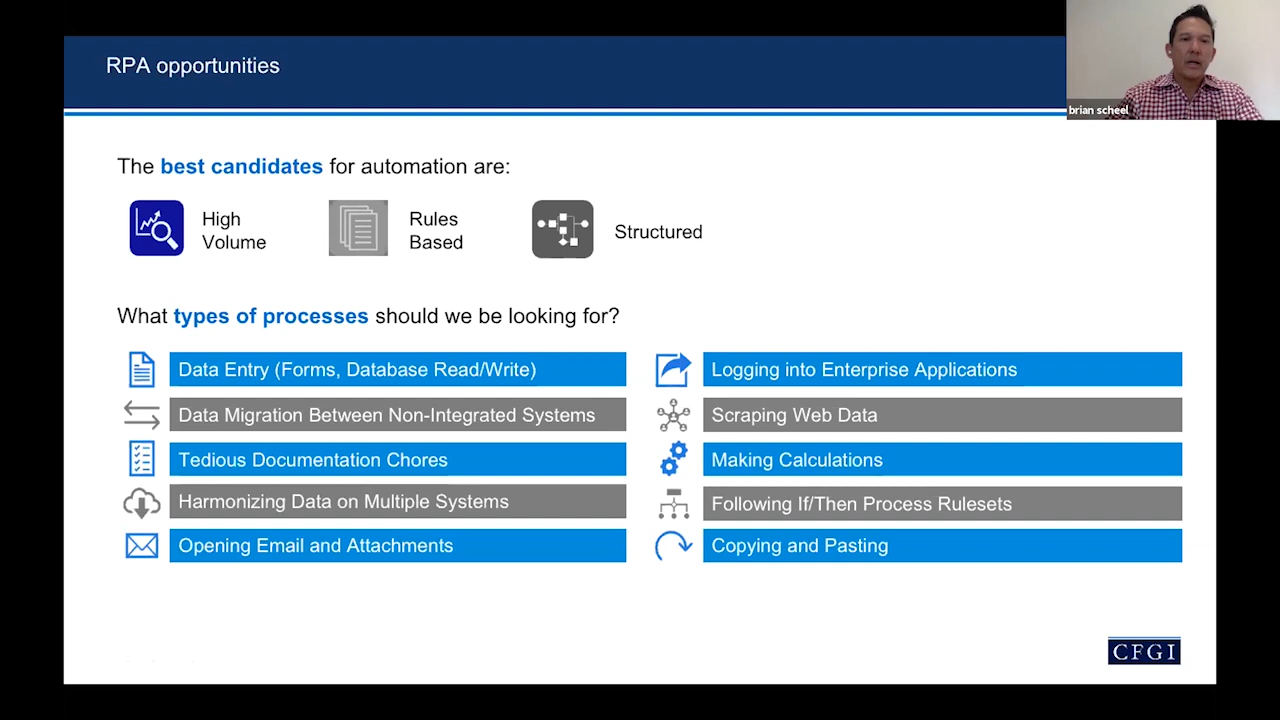 RPA opportunities
brian scheel
The best candidates for automation are:
High
Volume
Rules
Based
Structured
What types of processes should we be looking for?
Data Entry (Forms, Database Read/Write)
Logging into Enterprise Applications
Data Migration Between Non-Integrated Systems
Scraping Web Data
Tedious Documentation Chores
Making Calculations
Harmonizing Data on Multiple Systems
Following If/Then Process Rulesets
Opening Email and Attachments
Copying and Pasting
CFGI